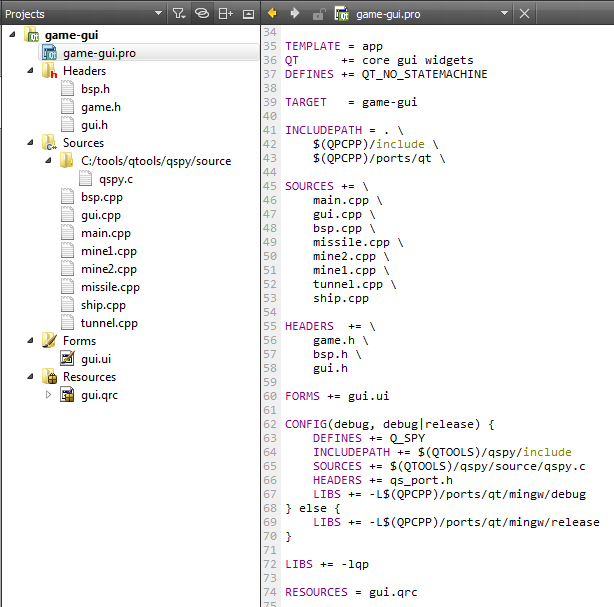 Projects
game-gui
game-gui.pro
Headers
bsp.h
game.h
gui.h
Sources
C:/tools/qtools/qspy/source
qspy.c
bsp.cpp
gui.cpp
main.cpp
mine1.cpp
mine2.cpp
missile.cpp
ship.cpp
tunnel.cpp
Forms
gui.ui
Resources
gui.qrc
game-gui.pro
34
35 TEMPLATE = app
36 QT      += core gui widgets
37 DEFINES += QT_NO_STATEMACHINE
38
39 TARGET   = game-gui
40
41 INCLUDEPATH = . \
42     $(QPCPP)/include \
43     $(QPCPP)/ports/qt \
44
45 SOURCES += \
46     main.cpp \
47     gui.cpp \
48     bsp.cpp \
49     missile.cpp \
50     mine2.cpp \
51     mine1.cpp \
52     tunnel.cpp \
53     ship.cpp
54
55 HEADERS  += \
56     game.h \
57     bsp.h \
58     gui.h
59
60 FORMS += gui.ui
61
62 CONFIG(debug, debug|release) {
63     DEFINES += Q_SPY
64     INCLUDEPATH += $(QTOOLS)/qspy/include
65     SOURCES += $(QTOOLS)/qspy/source/qspy.c
66     HEADERS += qs_port.h
67     LIBS += -L$(QPCPP)/ports/qt/mingw/debug
68 } else {
69     LIBS += -L$(QPCPP)/ports/qt/mingw/release
70 }
71
72 LIBS += -lqp
73
74 RESOURCES = gui.qrc